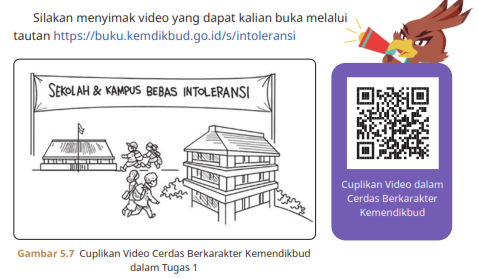 Silakan menyimak video yang dapat kalian buka melalui
tautan https://buku.kemdikbud.go.id/s/intoleransi
SEKOLAH & KAMPUS BEBAS INTOLERANSI
Cuplikan Video dalam
Cerdas Berkarakter
Kemendikbud
Gambar 5.7 Cuplikan Video Cerdas Berkarakter Kemendikbud
dalam Tugas 1